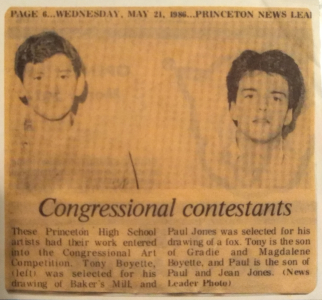 PAGE 6...WEDNESDAY, MAY 21, 1986...PRINCETON NEWS LEA
Congressional contestants
These Princeton High School
artists had their work entered
into the Congressional Art
Competition. Tony Boyette,
(left) was selected for his
drawing of Baker's Mill, and
Paul Jones was selected for his
drawing of a fox. Tony is the son
of Gradie and Magdalene
Boyette, and Paul is the son of
Paul and Jean Jones. (News
Leader Photo)